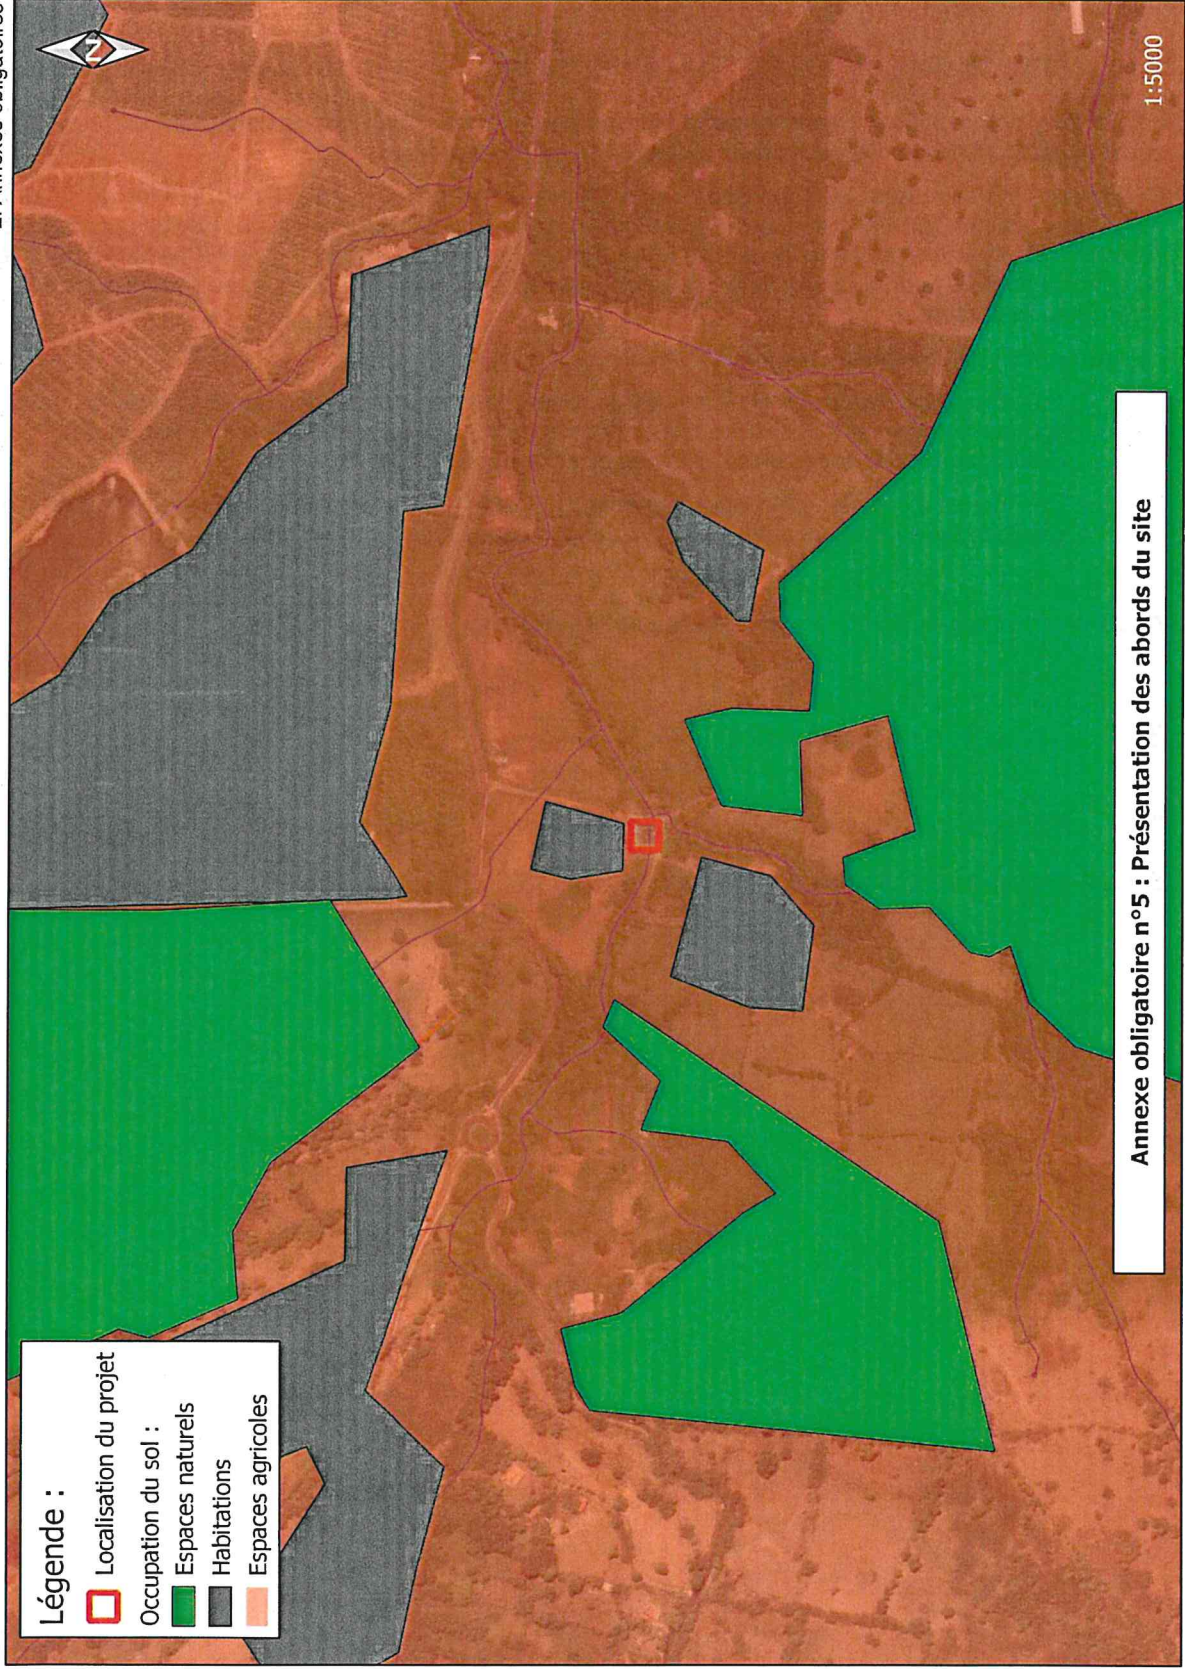 Légende :
Localisation du projet
Occupation du sol :
Espaces naturels
Habitations
Espaces agricoles
N
1:5000
Annexe obligatoire n°5 : Présentation des abords du site